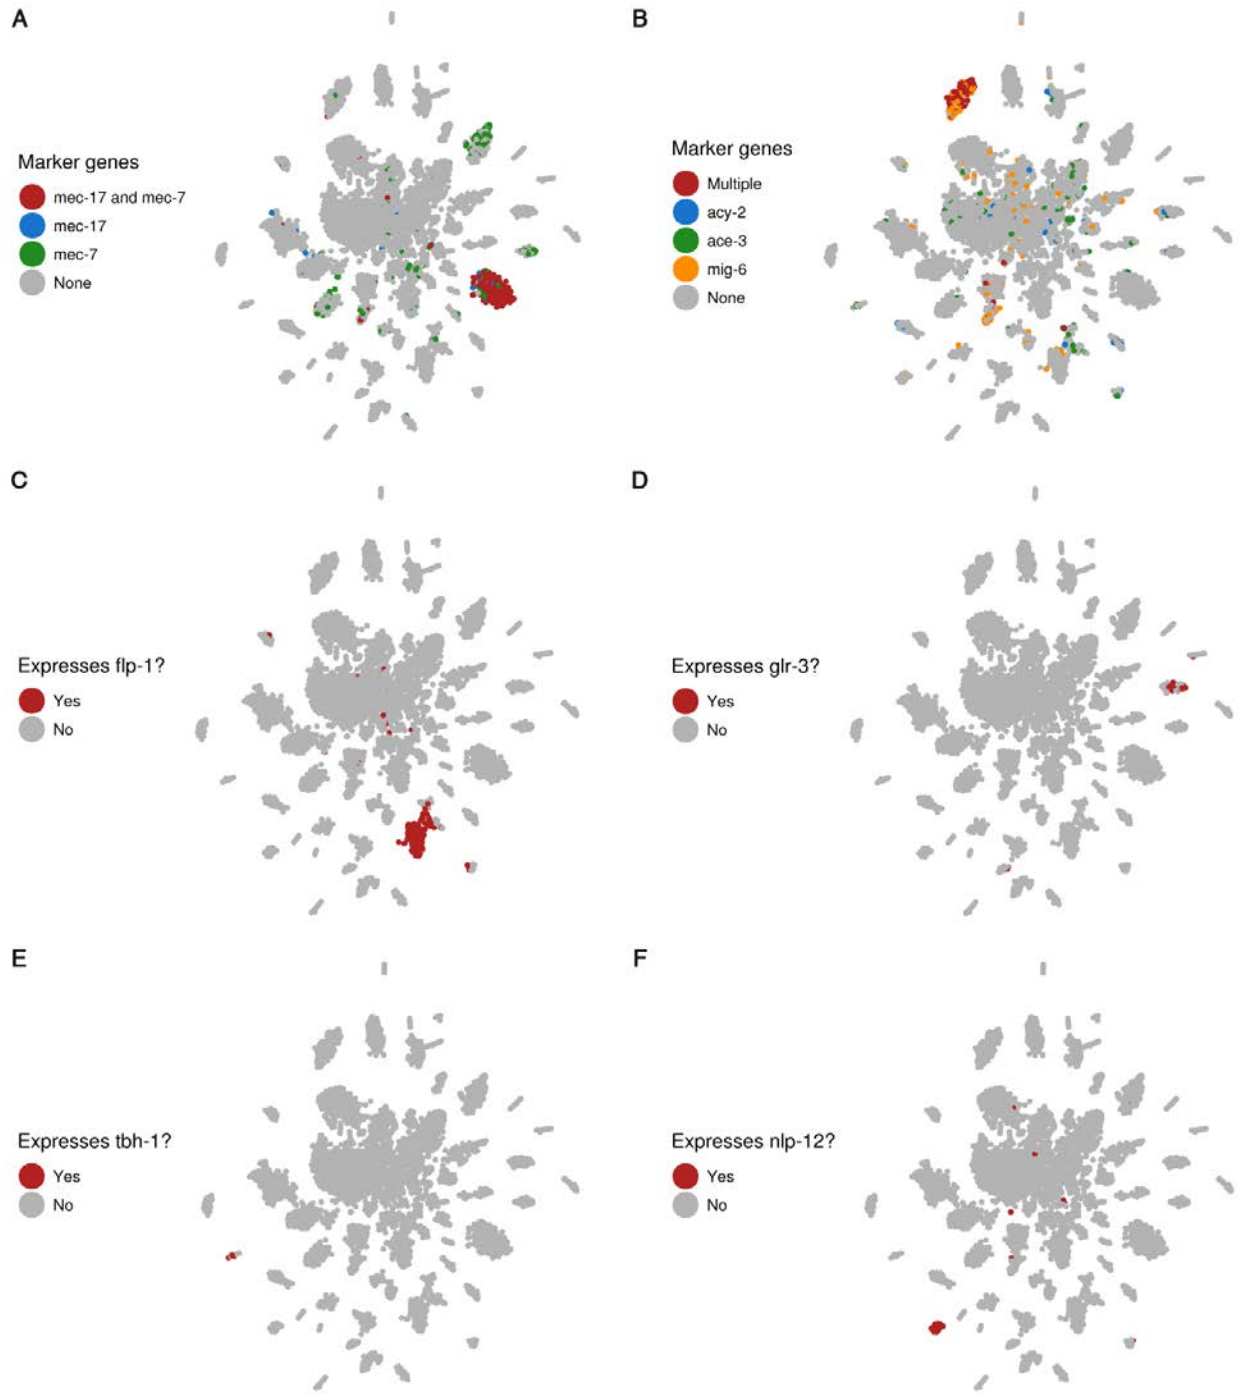 A
Marker genes
mec-17 and mec-7
mec-17
mec-7
None
B
Marker genes
Multiple
acy-2
ace-3
mig-6
None
C
Expresses flp-1?
Yes
No
D
Expresses glr-3?
Yes
No
E
Expresses tbh-1?
Yes
No
F
Expresses nlp-12?
Yes
No